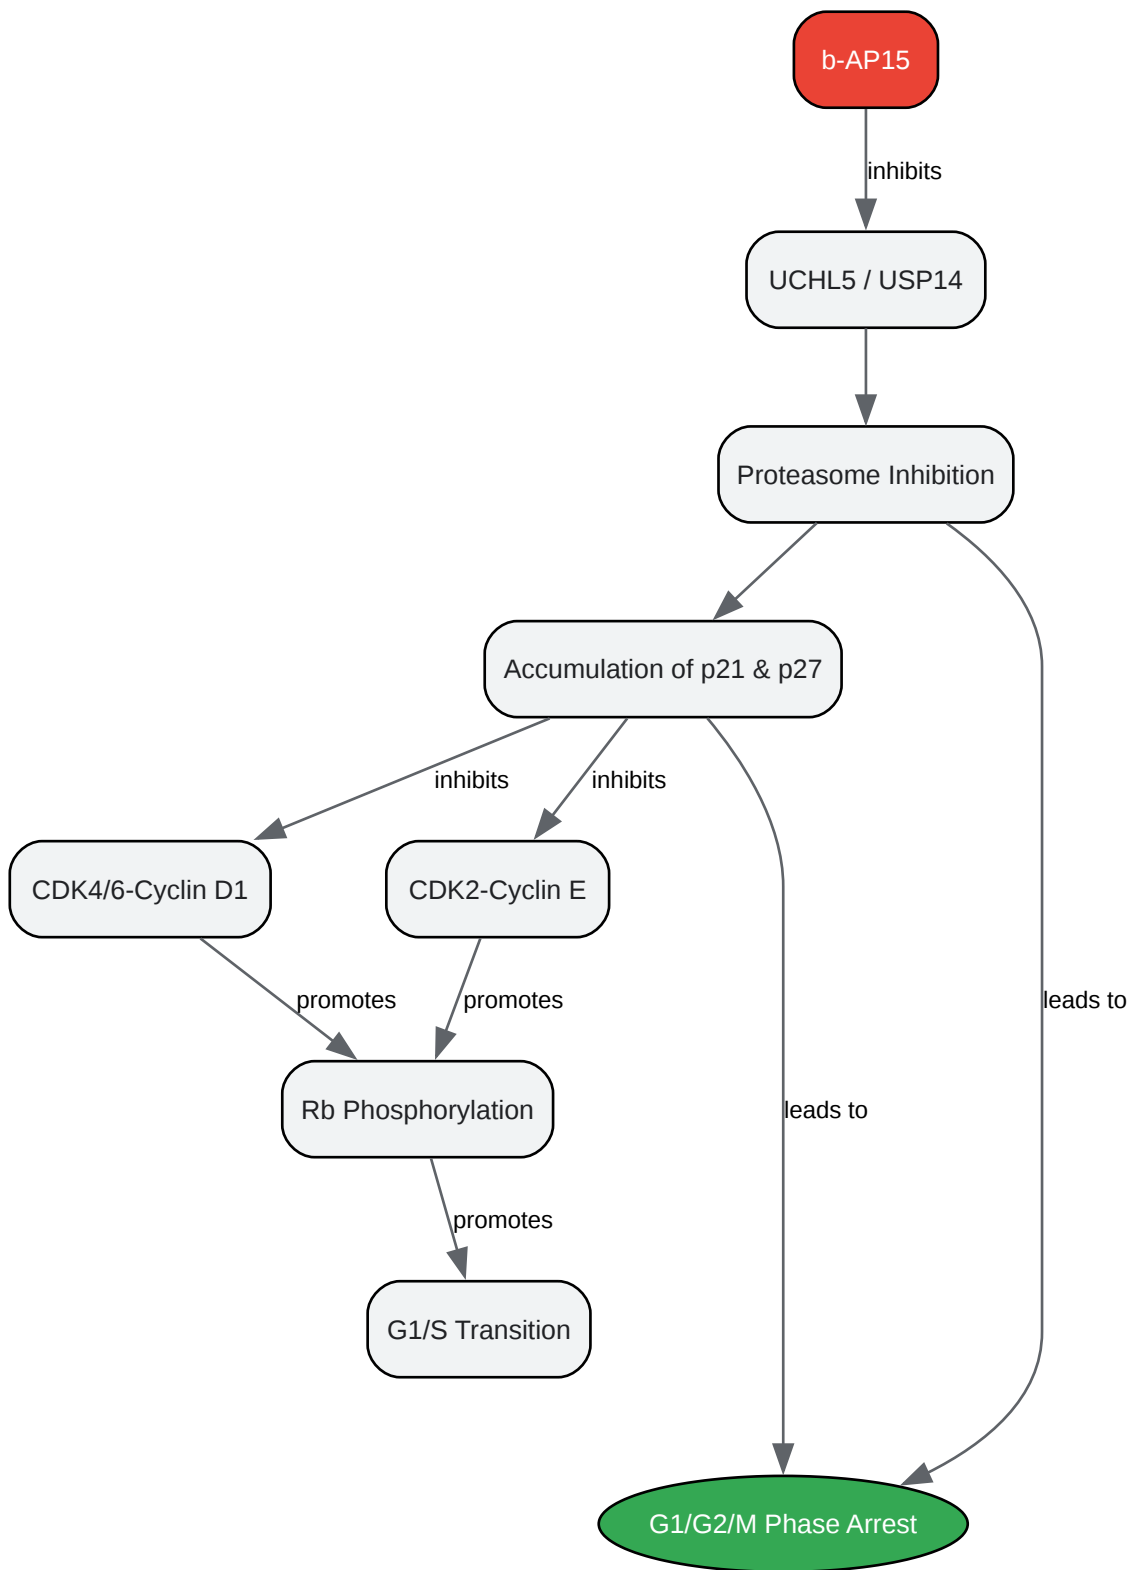 b-AP15
inhibits
UCHL5 / USP14
Proteasome Inhibition
Accumulation of p21 & p27
inhibits
inhibits
CDK4/6-Cyclin D1
CDK2-Cyclin E
promotes
promotes
leads to
Rb Phosphorylation
leads to
promotes
G1/S Transition
G1/G2/M Phase Arrest